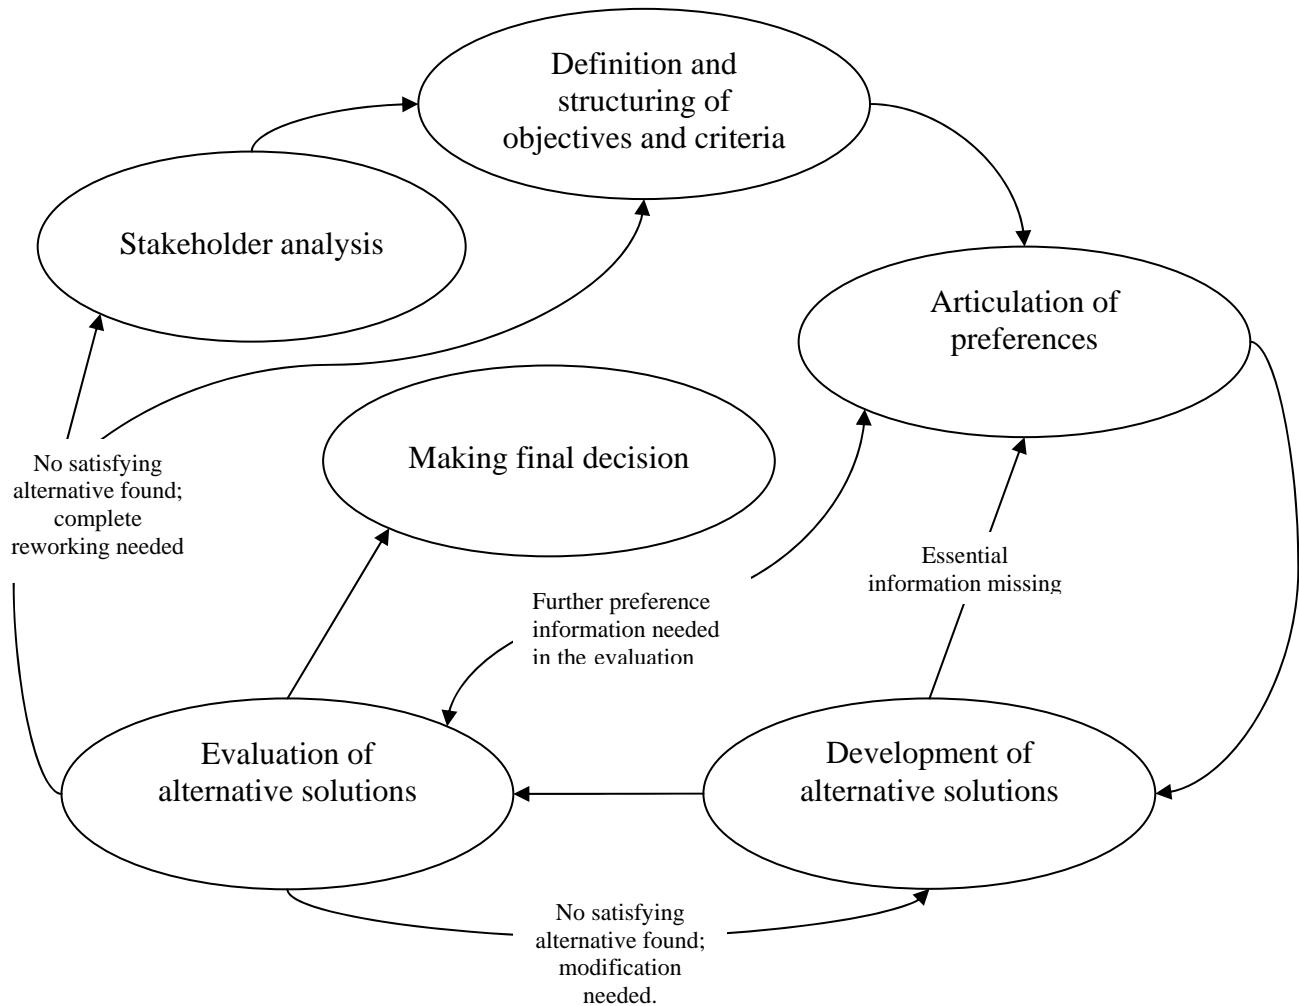 Definition and
structuring of
objectives and criteria
Stakeholder analysis
Articulation of
preferences
No satisfying
alternative found;
complete
reworking needed
Making final decision
Essential
information missing
Further preference
information needed
in the evaluation
Evaluation of
alternative solutions
Development of
alternative solutions
No satisfying
alternative found;
modification
needed.